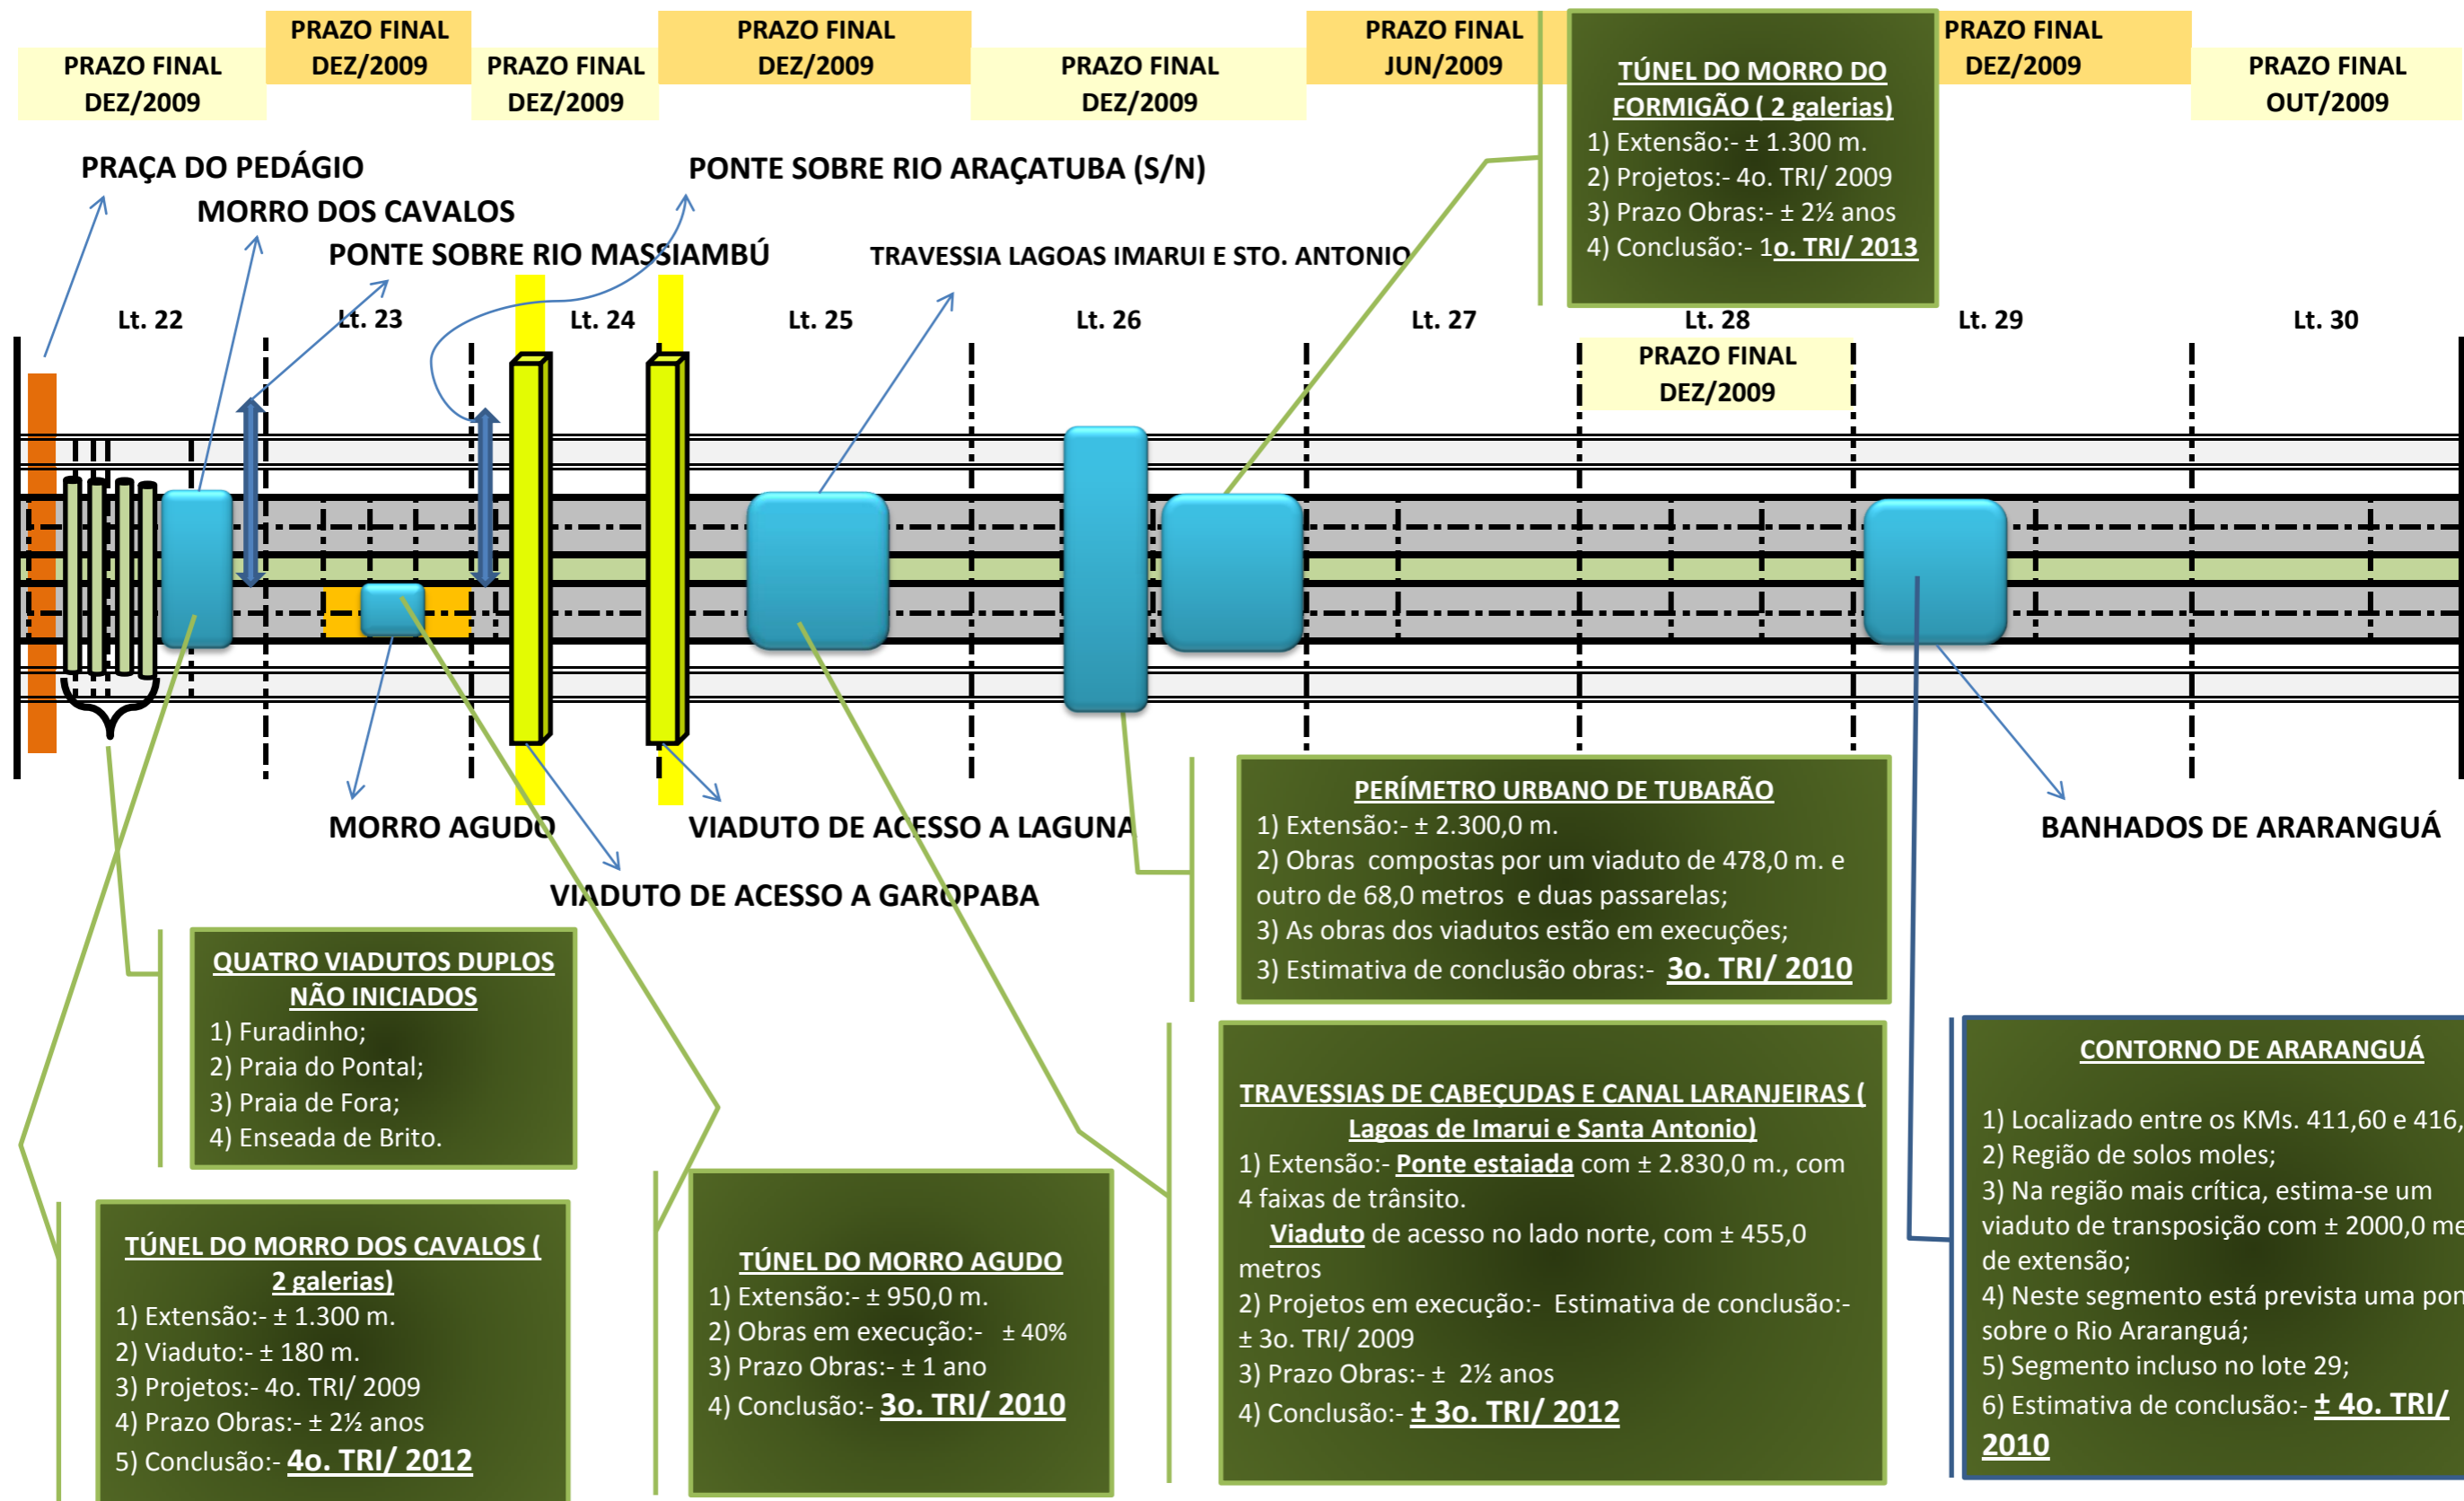 PRAZO FINAL
DEZ/2009
PRAZO FINAL
DEZ/2009
PRAZO FINAL
DEZ/2009
PRAZO FINAL
DEZ/2009
PRAZO FINAL
DEZ/2009
PRAZO FINAL
JUN/2009
PRAZO FINAL
DEZ/2009
PRAZO FINAL
OUT/2009
TÚNEL DO MORRO DO
FORMIGÃO ( 2 galerias)
1) Extensão:- ± 1.300 m.
2) Projetos:- 4o. TRI/ 2009
3) Prazo Obras:- ± 2½ anos
4) Conclusão:- 1o. TRI/ 2013
PRAÇA DO PEDÁGIO
MORRO DOS CAVALOS
PONTE SOBRE RIO MASSIAMBÚ
PONTE SOBRE RIO ARAÇATUBA (S/N)
TRAVESSIA LAGOAS IMARUI E STO. ANTONIO
Lt. 22
Lt. 23
Lt. 24
Lt. 25
Lt. 26
Lt. 27
Lt. 28
Lt. 29
Lt. 30
PRAZO FINAL
DEZ/2009
MORRO AGUDO
VIADUTO DE ACESSO A LAGUNA
VIADUTO DE ACESSO A GAROPABA
BANHADOS DE ARARANGUÁ
PERÍMETRO URBANO DE TUBARÃO
1) Extensão:- ± 2.300,0 m.
2) Obras compostas por um viaduto de 478,0 m. e
outro de 68,0 metros e duas passarelas;
3) As obras dos viadutos estão em execuções;
3) Estimativa de conclusão obras:- 3o. TRI/ 2010
QUATRO VIADUTOS DUPLOS
NÃO INICIADOS
1) Furadinho;
2) Praia do Pontal;
3) Praia de Fora;
4) Enseada de Brito.
TÚNEL DO MORRO DOS CAVALOS (
2 galerias)
1) Extensão:- ± 1.300 m.
2) Viaduto:- ± 180 m.
3) Projetos:- 4o. TRI/ 2009
4) Prazo Obras:- ± 2½ anos
5) Conclusão:- 4o. TRI/ 2012
TÚNEL DO MORRO AGUDO
1) Extensão:- ± 950,0 m.
2) Obras em execução:- ± 40%
3) Prazo Obras:- ± 1 ano
4) Conclusão:- 3o. TRI/ 2010
TRAVESSIAS DE CABEÇUDAS E CANAL LARANJEIRAS (
Lagoas de Imarui e Santa Antonio)
1) Extensão:- Ponte estaiada com ± 2.830,0 m., com
4 faixas de trânsito.
Viaduto de acesso no lado norte, com ± 455,0
metros
2) Projetos em execução:- Estimativa de conclusão:-
± 3o. TRI/ 2009
3) Prazo Obras:- ± 2½ anos
4) Conclusão:- ± 3o. TRI/ 2012
CONTORNO DE ARARANGUÁ
1) Localizado entre os KMs. 411,60 e 416,
2) Região de solos moles;
3) Na região mais crítica, estima-se um
viaduto de transposição com ± 2000,0 me
de extensão;
4) Neste segmento está prevista uma pon
sobre o Rio Araranguá;
5) Segmento incluso no lote 29;
6) Estimativa de conclusão:- ± 4o. TRI/
2010